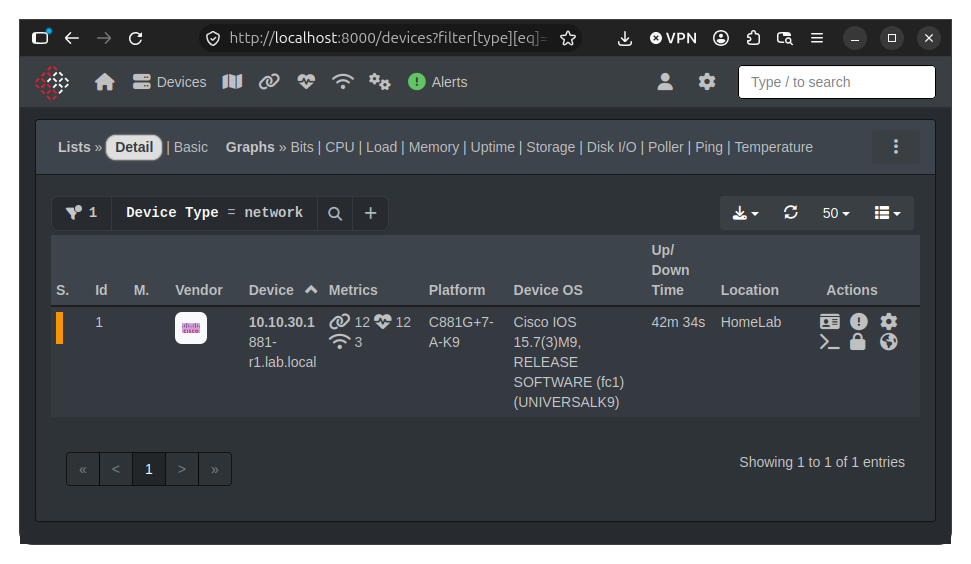 http://localhost:8000/devices?filter[type][eq]=
VPN
Devices
Alerts
Type / to search
Lists » Detail | Basic Graphs » Bits | CPU | Load | Memory | Uptime | Storage | Disk I/O | Poller | Ping | Temperature
1 Device Type = network
50
S. Id M. Vendor Device Metrics Platform Device OS Up/ Down Time Location Actions
1
cisco
10.10.30.1
881-
r1.lab.local
12 12
3
C881G+7-
A-K9
Cisco IOS
15.7(3)M9,
RELEASE
SOFTWARE (fc1)
(UNIVERSALK9)
42m 34s
HomeLab
« < 1 > »
Showing 1 to 1 of 1 entries